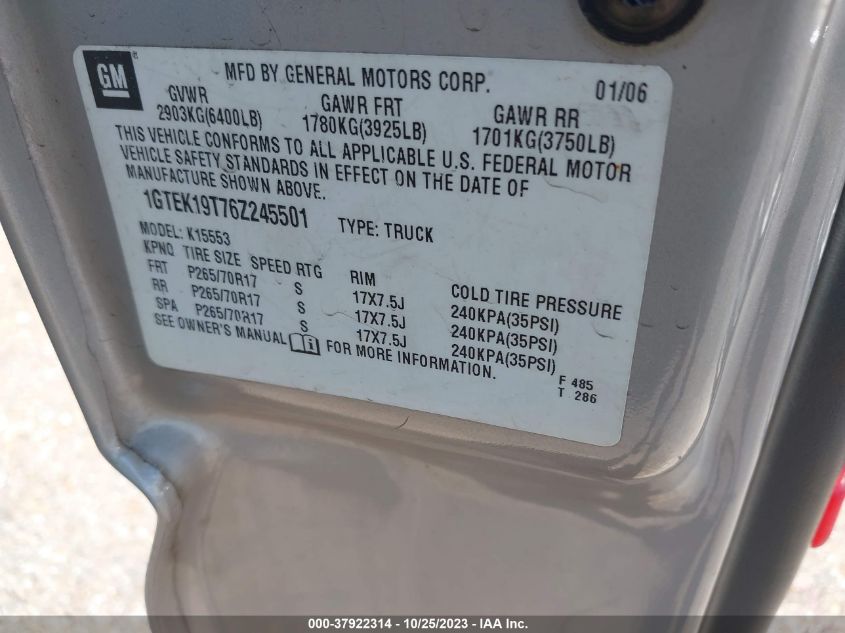 GM®
MFD BY GENERAL MOTORS CORP. 01/06
GVWR GAWR FRT GAWR RR
2903KG(6400LB) 1780KG(3925LB) 1701KG(3750LB)
THIS VEHICLE CONFORMS TO ALL APPLICABLE U.S. FEDERAL MOTOR
VEHICLE SAFETY STANDARDS IN EFFECT ON THE DATE OF
MANUFACTURE SHOWN ABOVE.
1GTEK19T76Z245501 TYPE: TRUCK
MODEL: K15553
KPNQ TIRE SIZE SPEED RTG RIM COLD TIRE PRESSURE
FRT P265/70R17 S 17X7.5J 240KPA(35PSI)
RR P265/70R17 S 17X7.5J 240KPA(35PSI)
SPA P265/70R17 S 17X7.5J 240KPA(35PSI)
SEE OWNER'S MANUAL FOR MORE INFORMATION.
F 485
T 286
000-37922314 - 10/25/2023 - IAA Inc.